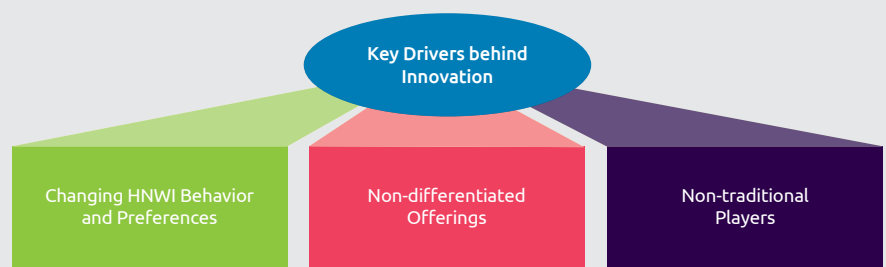 Key Drivers behind
Innovation
Changing HNWI Behavior
and Preferences
Non-differentiated
Offerings
Non-traditional
Players